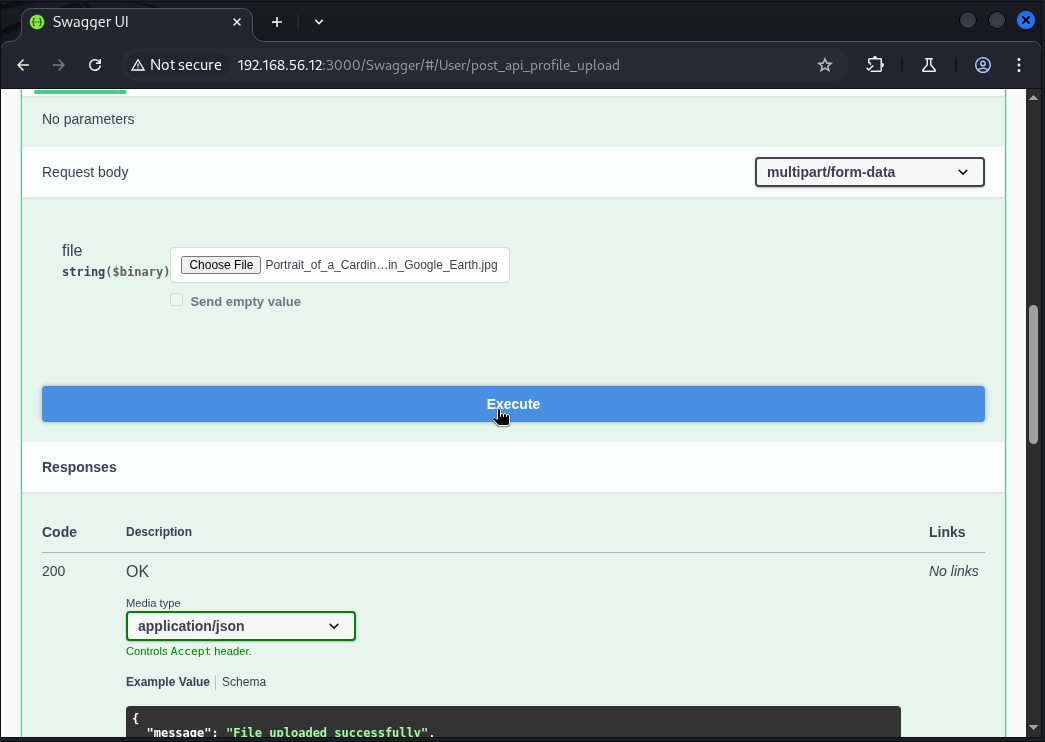 Swagger UI
Not secure 192.168.56.12:3000/Swagger/#/User/post_api_profile_upload
No parameters
Request body multipart/form-data
file
string($binary)
Choose File Portrait_of_a_Cardin…in_Google_Earth.jpg
Send empty value
Execute
Responses
Code Description Links
200 OK No links
Media type
application/json
Controls Accept header.
Example Value Schema
{
"message": "File uploaded successfully",